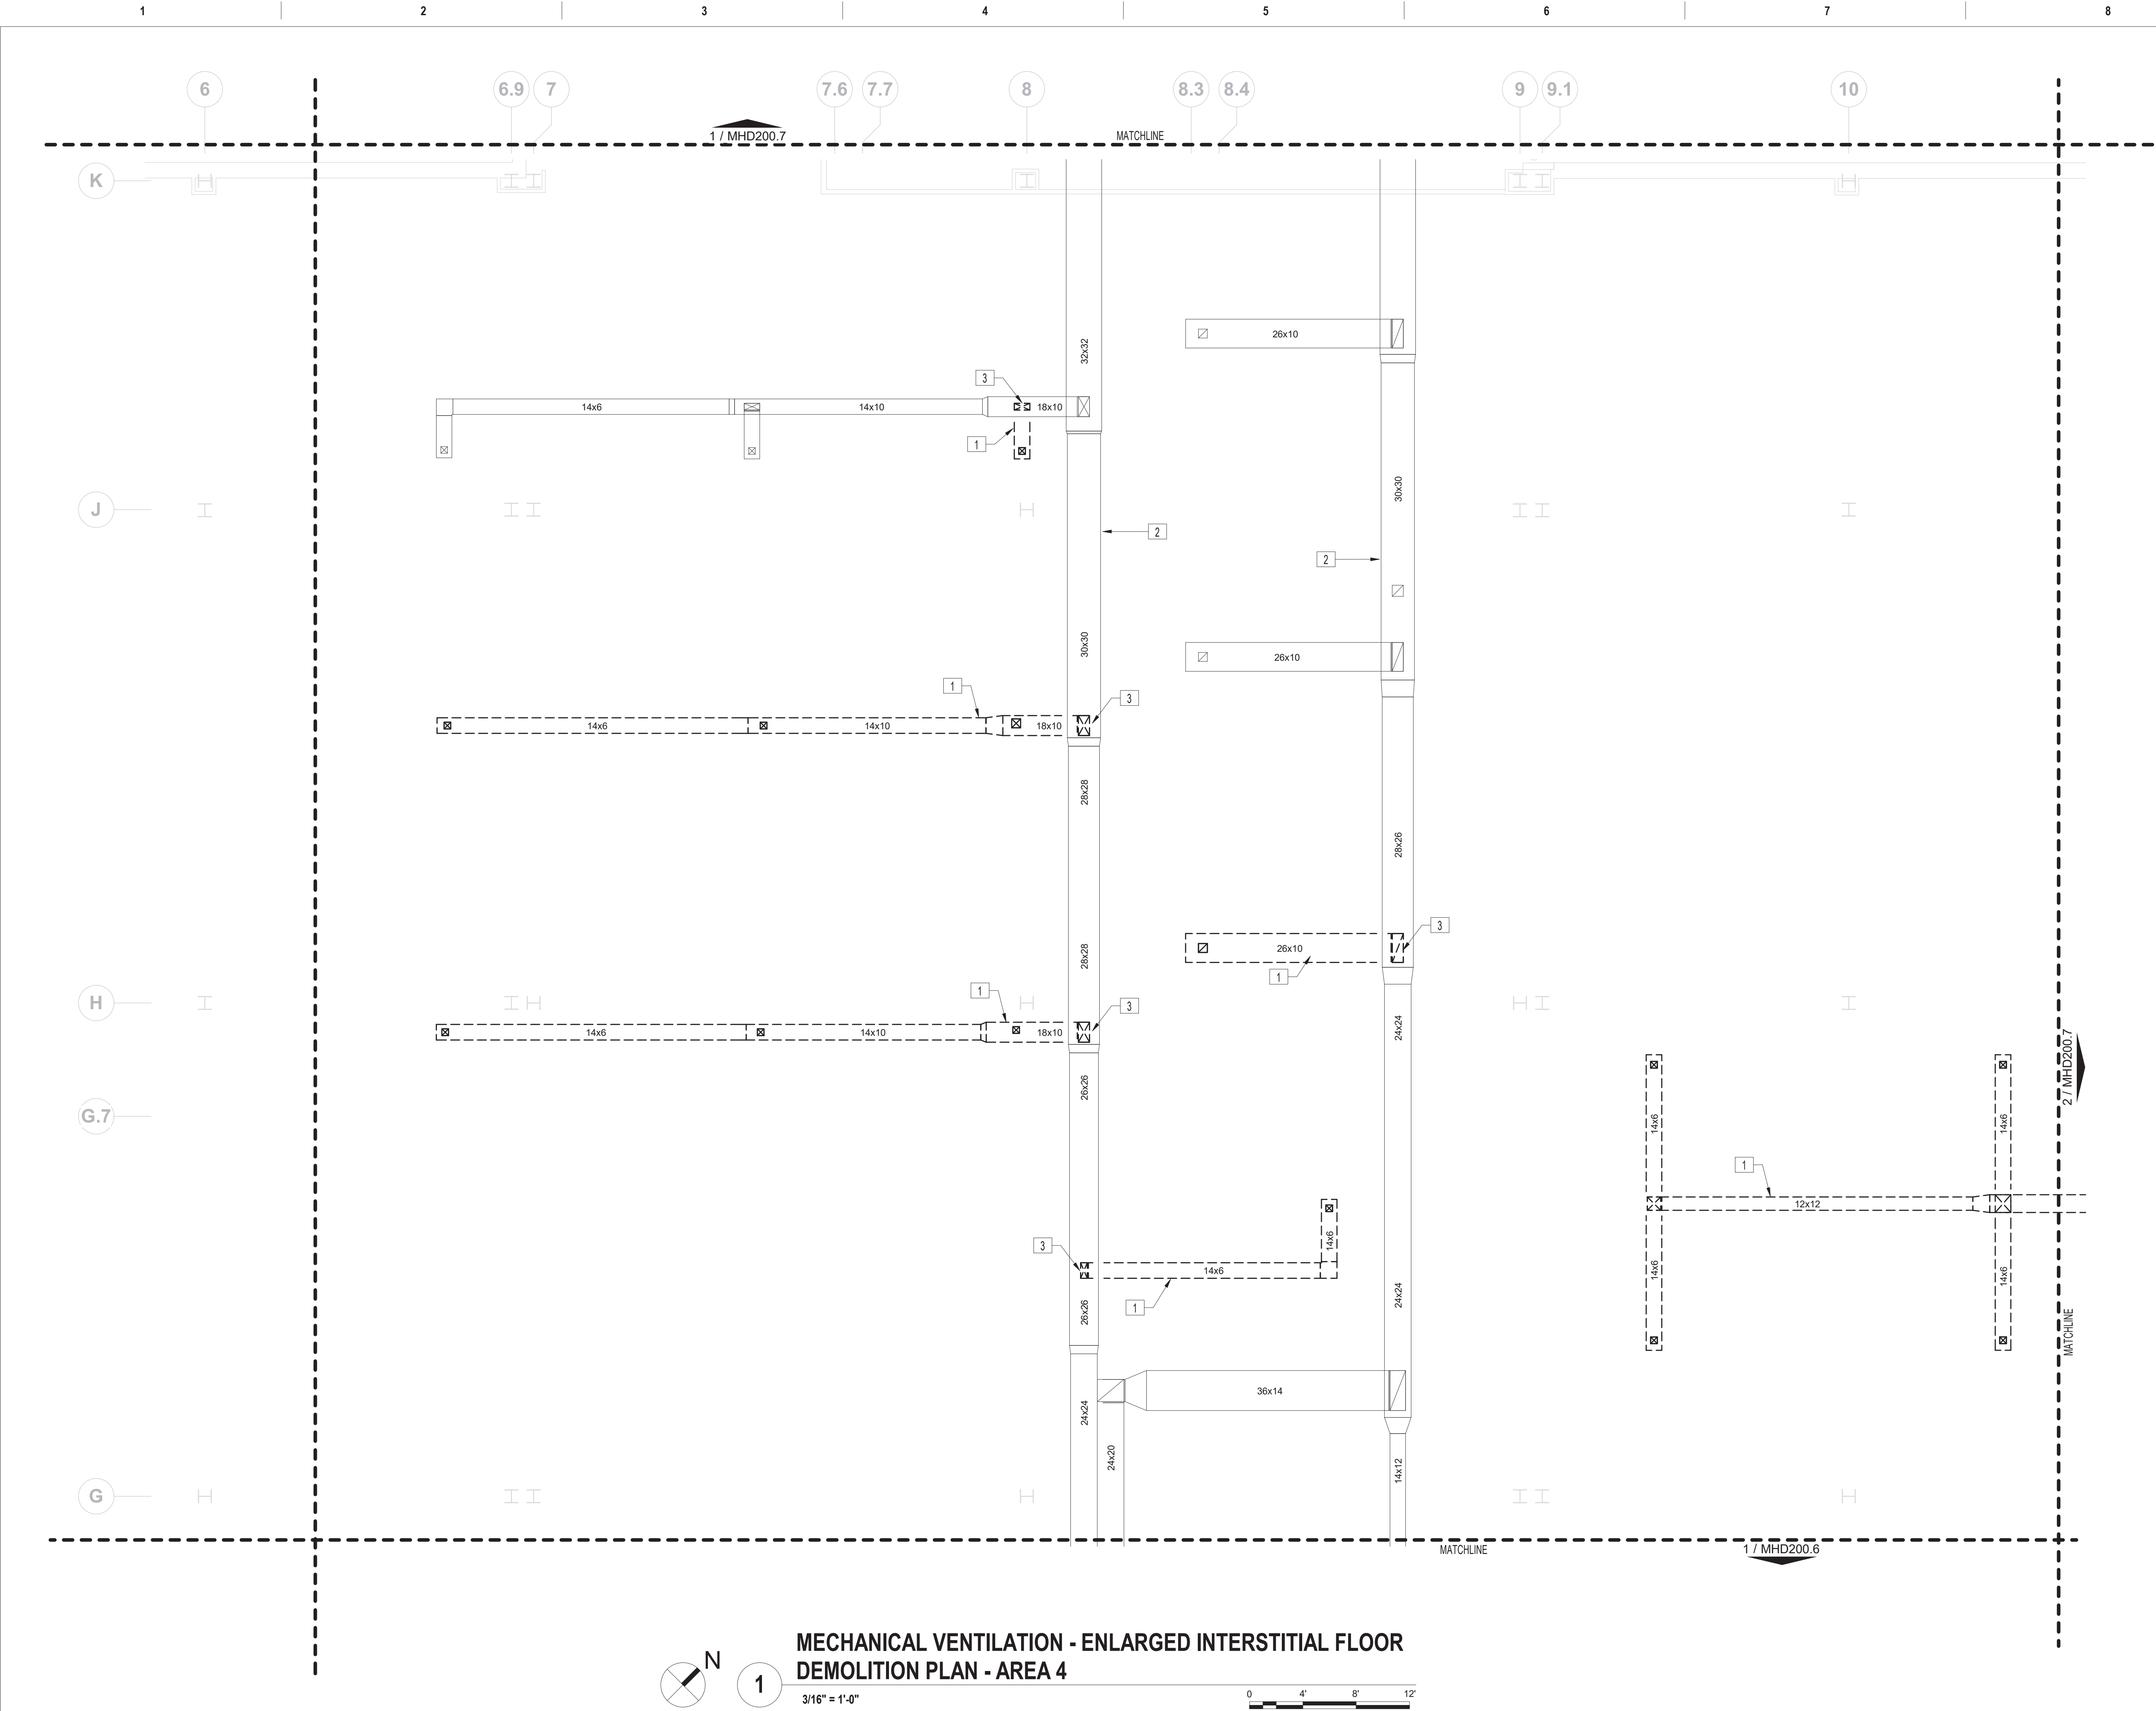 1 2 3 4 5 6 7 8
6 6.9 7 7.6 7.7 8 8.3 8.4 9 9.1 10
1 / MHD200.7
MATCHLINE
K
26x10
32x32
3
14x6 14x10 18x10
1
30x30
J
2
2
30x30
26x10
1
3
14x6 14x10 18x10
28x28
28x26
3
26x10
28x28
1
1
H
3
24x24
14x6 14x10 18x10
2 / MHD200.7
26x26
G.7
14x6
14x6
1
12x12
3
14x6
14x6
14x6
14x6
24x24
1
26x26
MATCHLINE
36x14
24x24
24x20
14x12
G
MATCHLINE
1 / MHD200.6
MECHANICAL VENTILATION - ENLARGED INTERSTITIAL FLOOR
DEMOLITION PLAN - AREA 4
N
1
3/16" = 1'-0"
0 4' 8' 12'